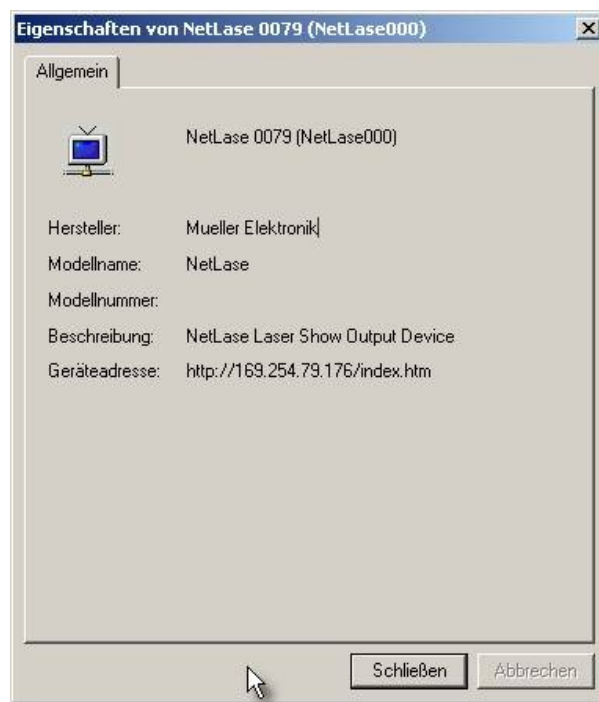 Eigenschaften von NetLase 0079 (NetLase000)
Allgemein
NetLase 0079 (NetLase000)
Hersteller: Mueller Elektronik
Modellname: NetLase
Modellnummer:
Beschreibung: NetLase Laser Show Output Device
Geräteadresse: http://169.254.79.176/index.htm
Schließen Abbrechen